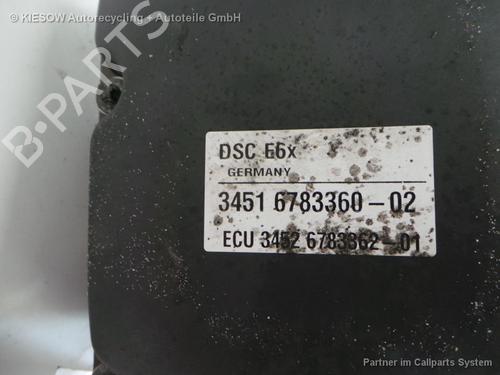 © KIESOW Autorecycling + Autoteile GmbH
B-PARTS
DSC E6x
GERMANY
3451 6783360-02
ECU 3452 6783362-01
Partner im Callparts System